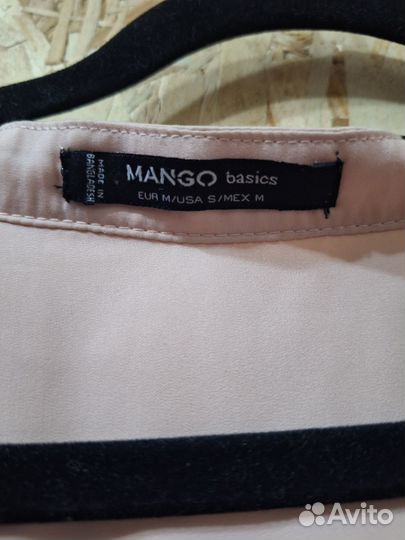 MANGO basics
EUR M/USA S/MEX M
MADE IN
BANGLADESH
Avito